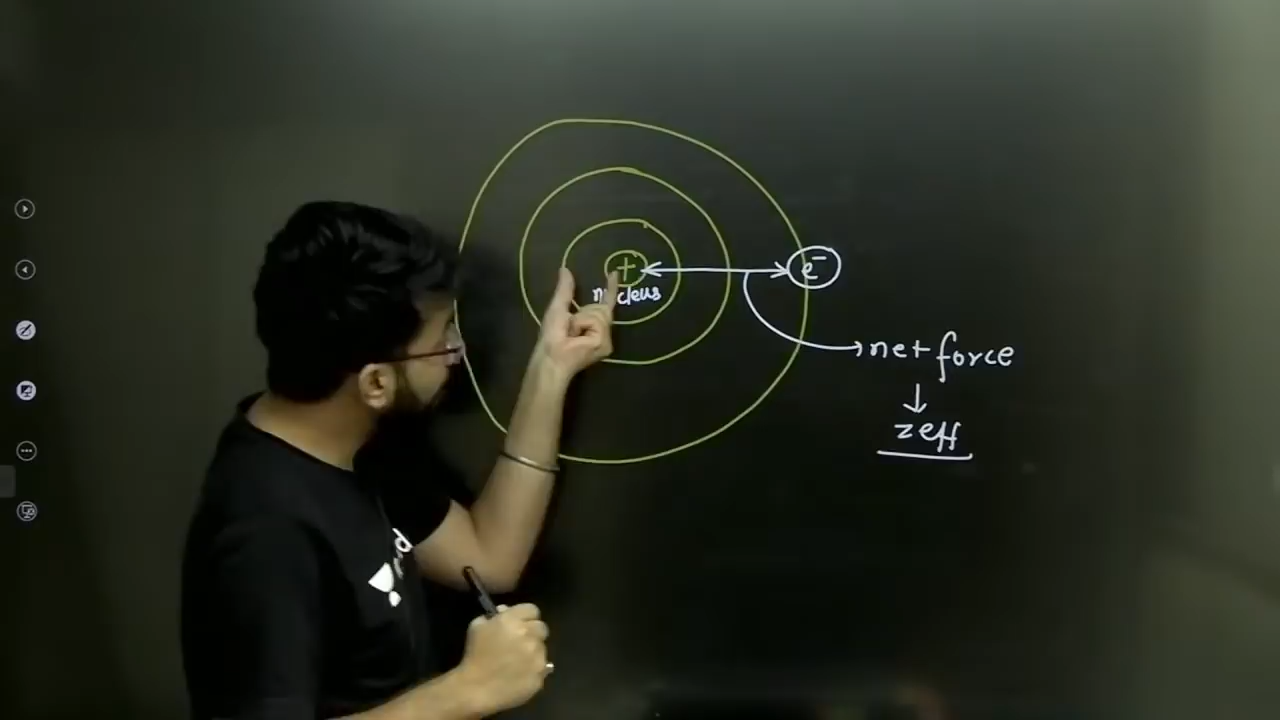 +
e⁻
nucleus
net force
↓
zeff